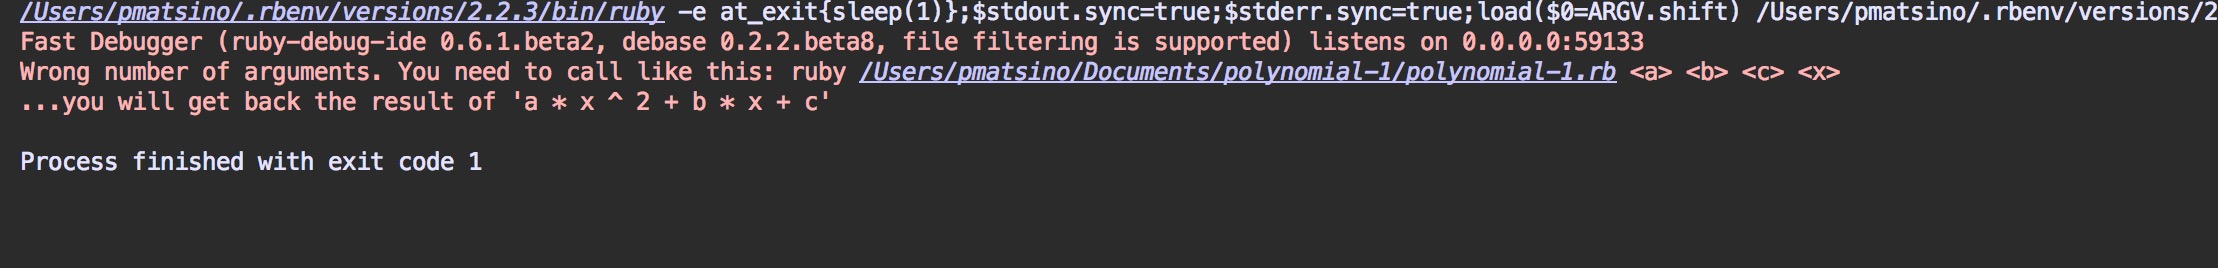 /Users/pmatsino/.rbenv/versions/2.2.3/bin/ruby -e at_exit{sleep(1)};$stdout.sync=true;$stderr.sync=true;load($0=ARGV.shift) /Users/pmatsino/.rbenv/versions/2
Fast Debugger (ruby-debug-ide 0.6.1.beta2, debase 0.2.2.beta8, file filtering is supported) listens on 0.0.0.0:59133
Wrong number of arguments. You need to call like this: ruby /Users/pmatsino/Documents/polynomial-1/polynomial-1.rb <a> <b> <c> <x>
...you will get back the result of 'a * x ^ 2 + b * x + c'
Process finished with exit code 1